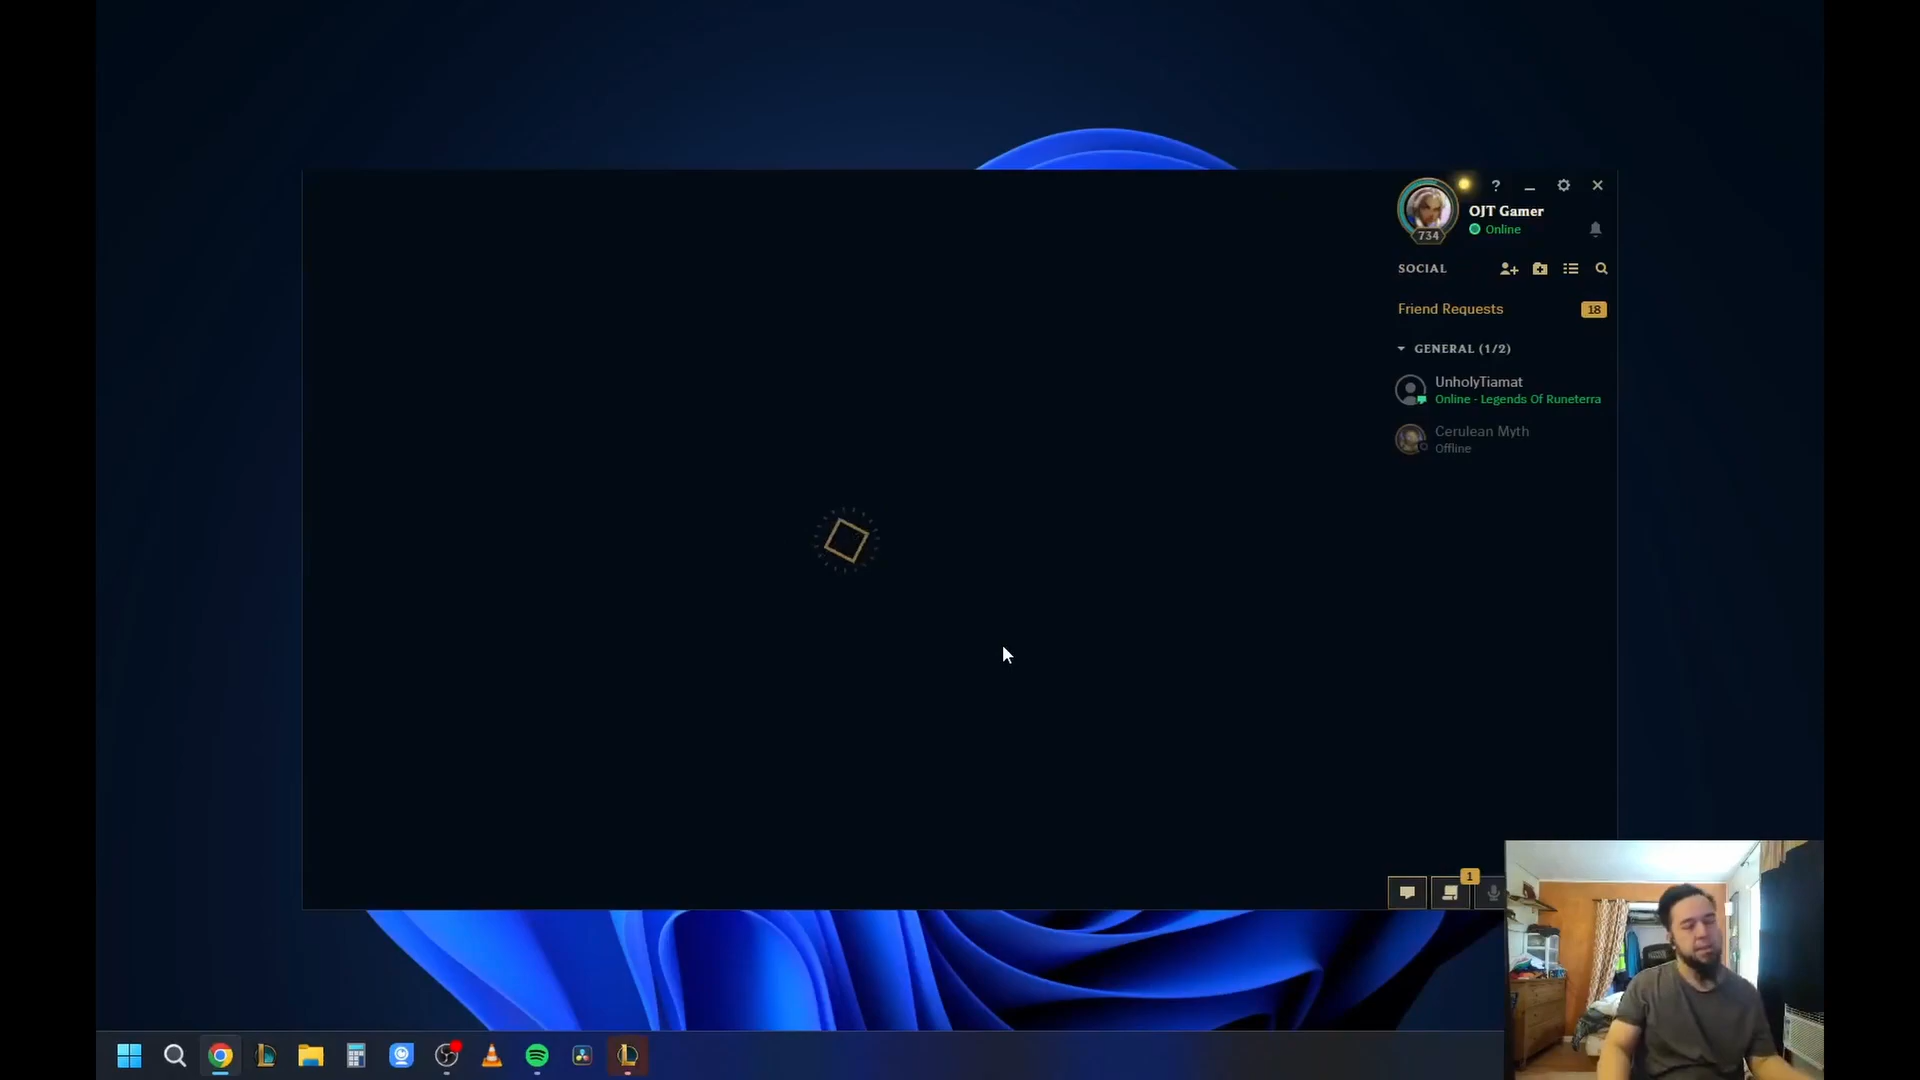 ?
OJT Gamer
734
Online
SOCIAL
Friend Requests
18
GENERAL (1/2)
UnholyTiamat
Online - Legends Of Runeterra
Cerulean Myth
Offline
1